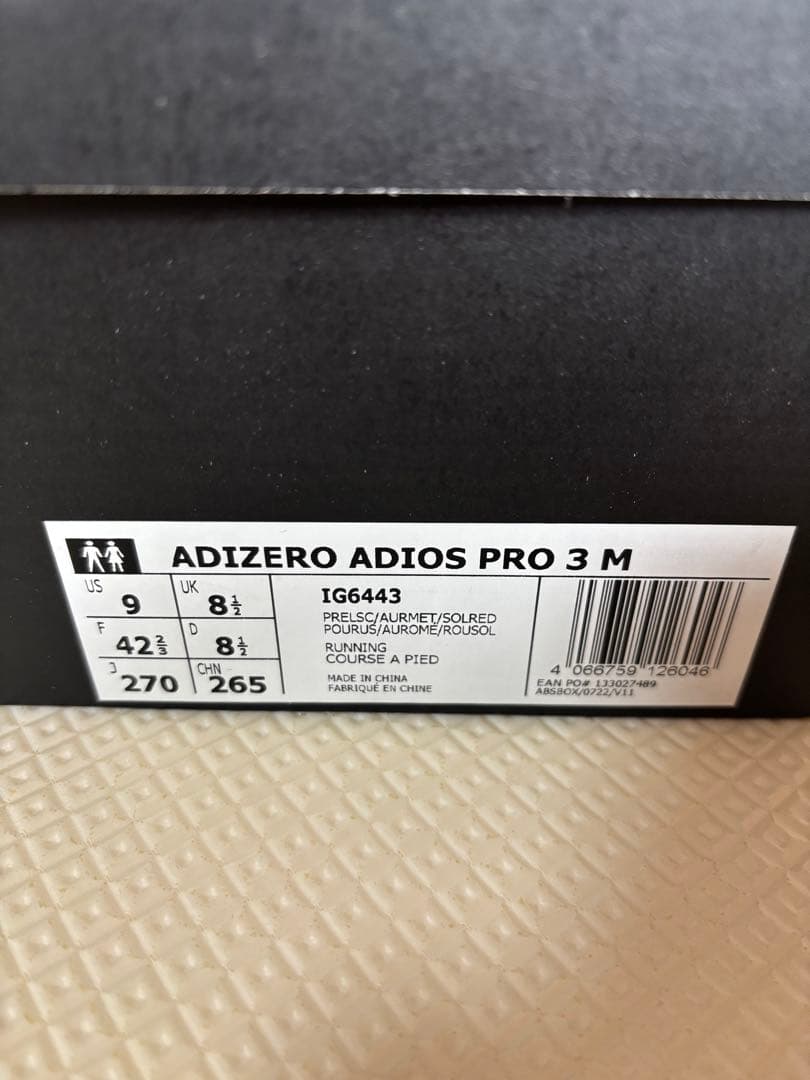 ADIZERO ADIOS PRO 3 M
US 9 UK 8½
F 42⅔ D 8½
J 270 CHN 265
IG6443
PRELSC/AURMET/SOLRED
POURUS/AUROME/ROUSOL
RUNNING
COURSE A PIED
MADE IN CHINA
FABRIQUÉ EN CHINE
4 066759 126046
EAN PO# 133027489
ABSBOX/0722/V11